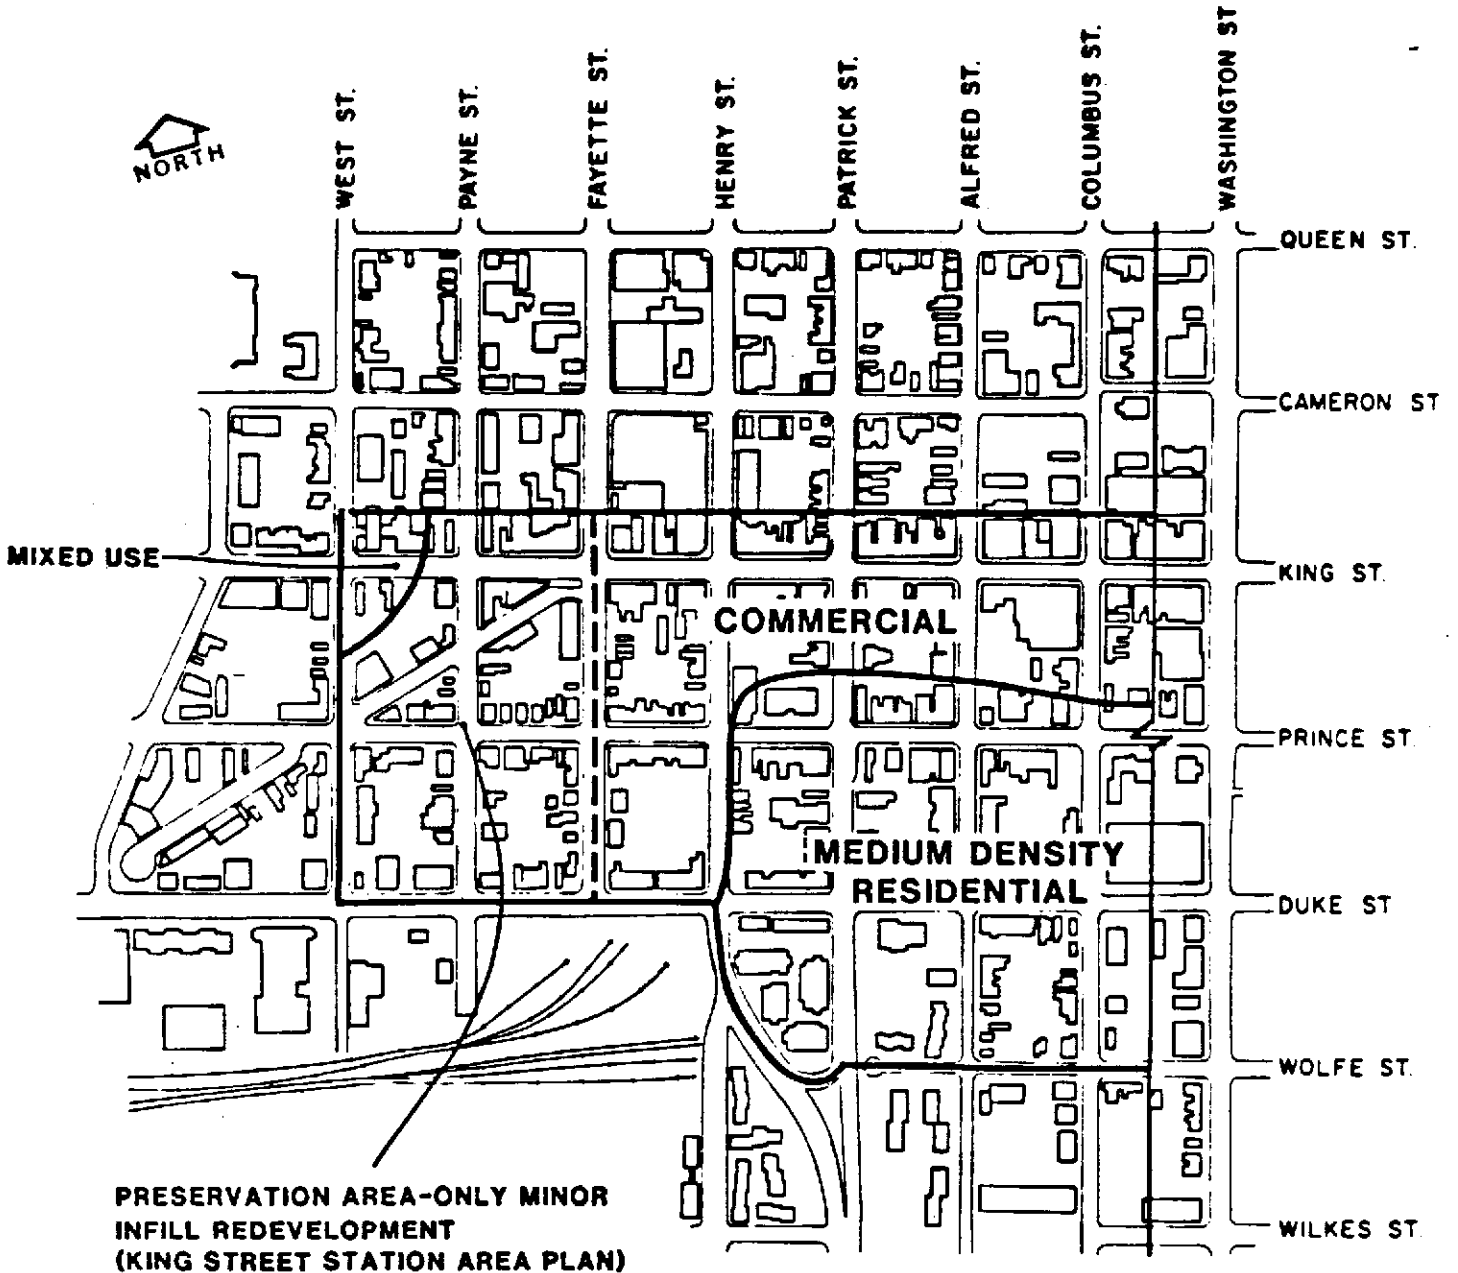 NORTH
WEST ST.
PAYNE ST.
FAYETTE ST.
HENRY ST.
PATRICK ST.
ALFRED ST.
COLUMBUS ST.
WASHINGTON ST
QUEEN ST.
CAMERON ST
MIXED USE
KING ST.
COMMERCIAL
PRINCE ST.
MEDIUM DENSITY
RESIDENTIAL
DUKE ST
WOLFE ST.
PRESERVATION AREA-ONLY MINOR
INFILL REDEVELOPMENT
(KING STREET STATION AREA PLAN)
WILKES ST.